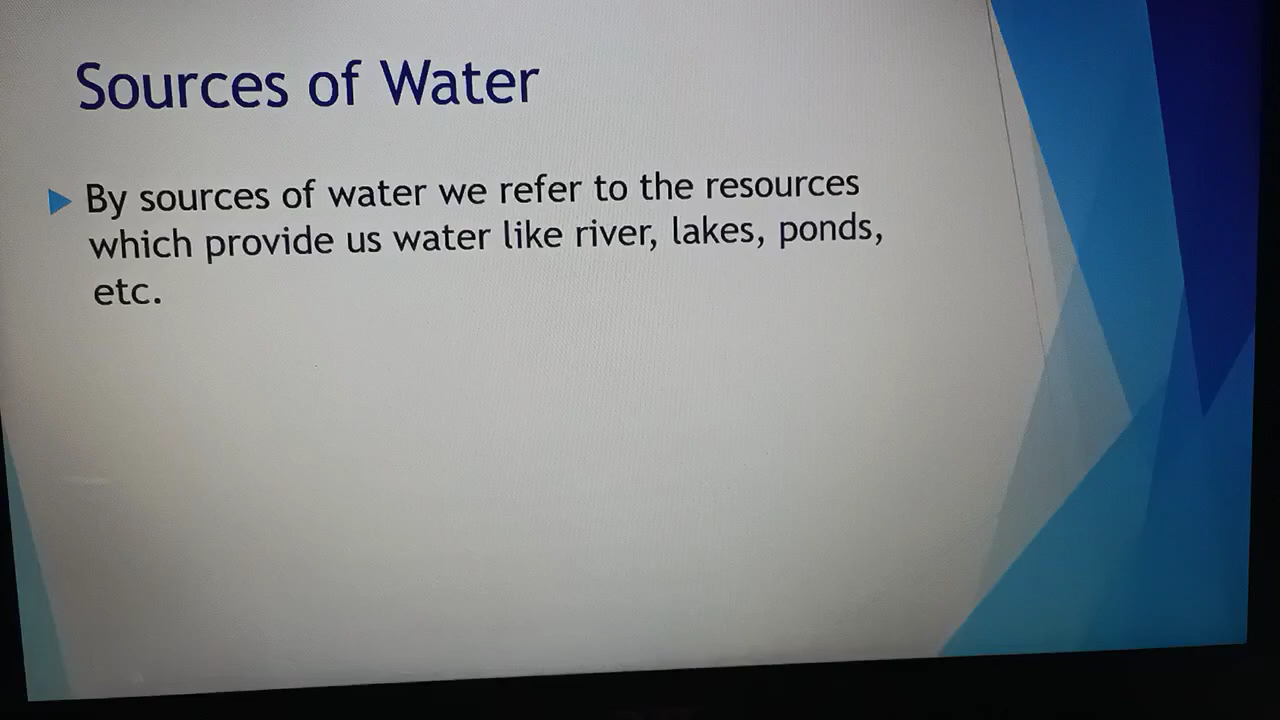 Sources of Water
By sources of water we refer to the resources
which provide us water like river, lakes, ponds,
etc.